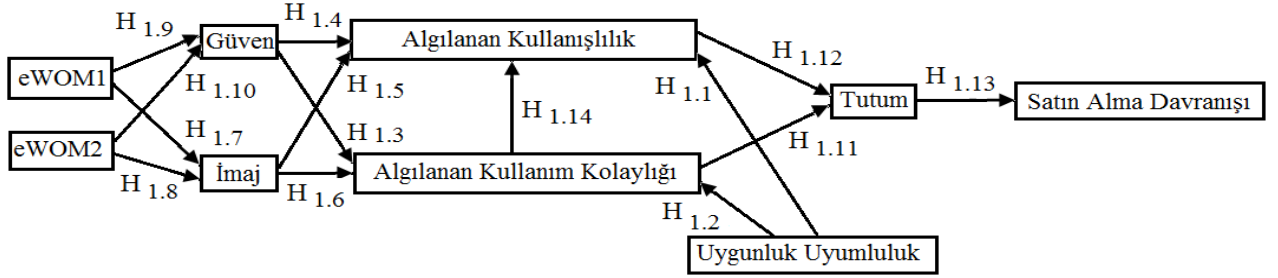 H 1.9
H 1.4
Güven
Algılanan Kullanışlılık
eWOM1
H 1.10
H 1.5
H 1.1
H 1.12
H 1.13
Tutum
Satın Alma Davranışı
eWOM2
H 1.7
H 1.3
H 1.14
H 1.11
H 1.8
İmaj
H 1.6
Algılanan Kullanım Kolaylığı
H 1.2
Uygunluk Uyumluluk